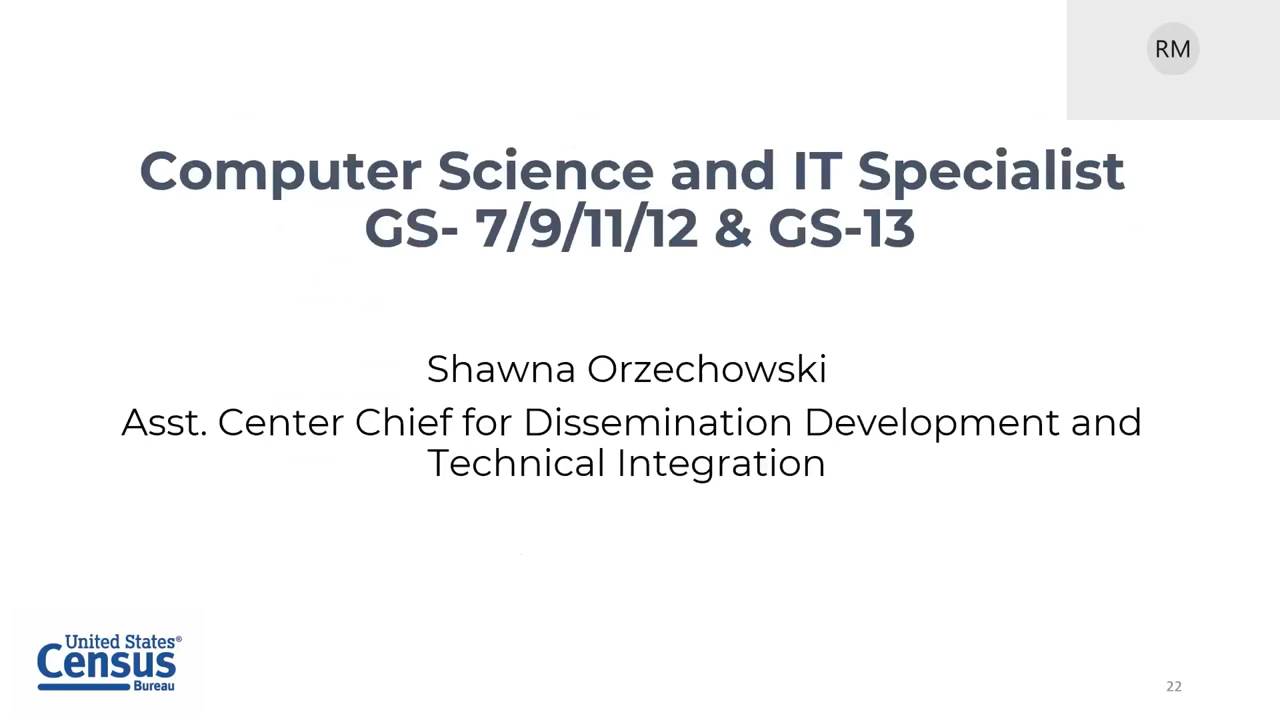 RM
Computer Science and IT Specialist
GS- 7/9/11/12 & GS-13
Shawna Orzechowski
Asst. Center Chief for Dissemination Development and
Technical Integration
United States®
Census
Bureau
22